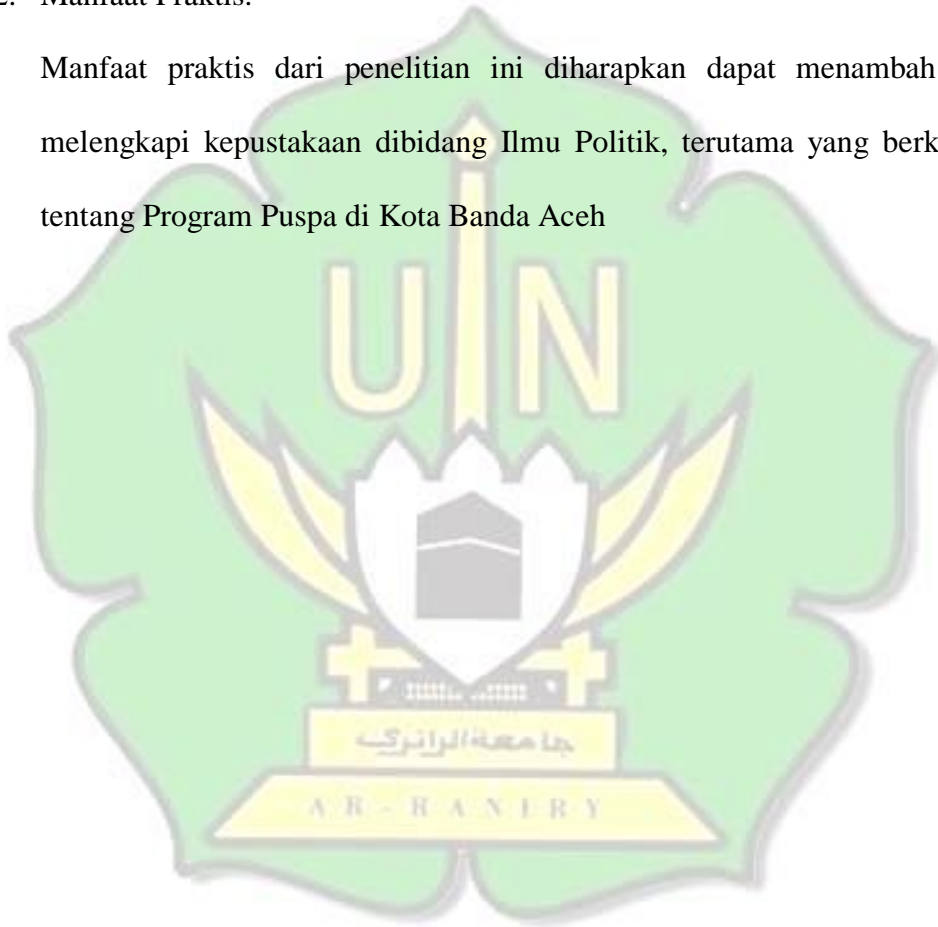 2. Manfaat Praktis:
Manfaat praktis dari penelitian ini diharapkan dapat menambah
melengkapi kepustakaan dibidang Ilmu Politik, terutama yang berk
tentang Program Puspa di Kota Banda Aceh
UIN
جامعة الرانري
AR-RANIRY